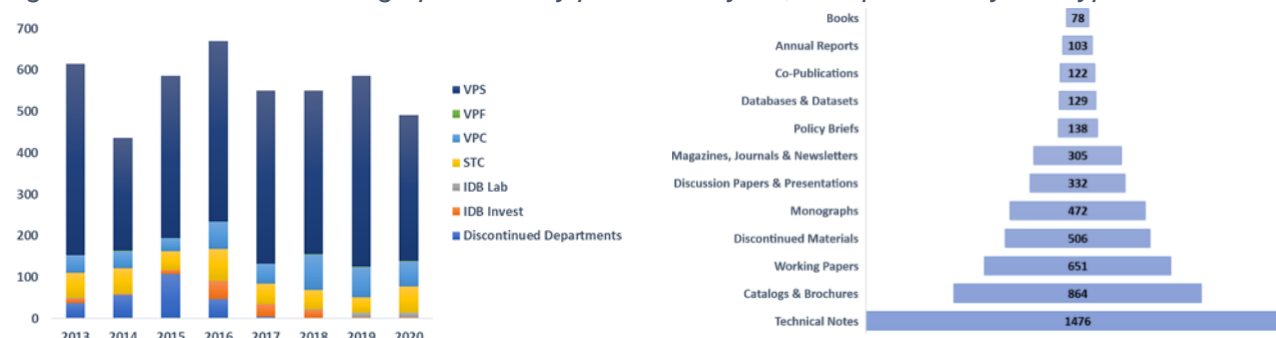 700
600
500
400
300
200
100
0
2013 2014 2015 2016 2017 2018 2019 2020
VPS
VPF
VPC
STC
IDB Lab
IDB Invest
Discontinued Departments
Books 78
Annual Reports 103
Co-Publications 122
Databases & Datasets 129
Policy Briefs 138
Magazines, Journals & Newsletters 305
Discussion Papers & Presentations 332
Monographs 472
Discontinued Materials 506
Working Papers 651
Catalogs & Brochures 864
Technical Notes 1476